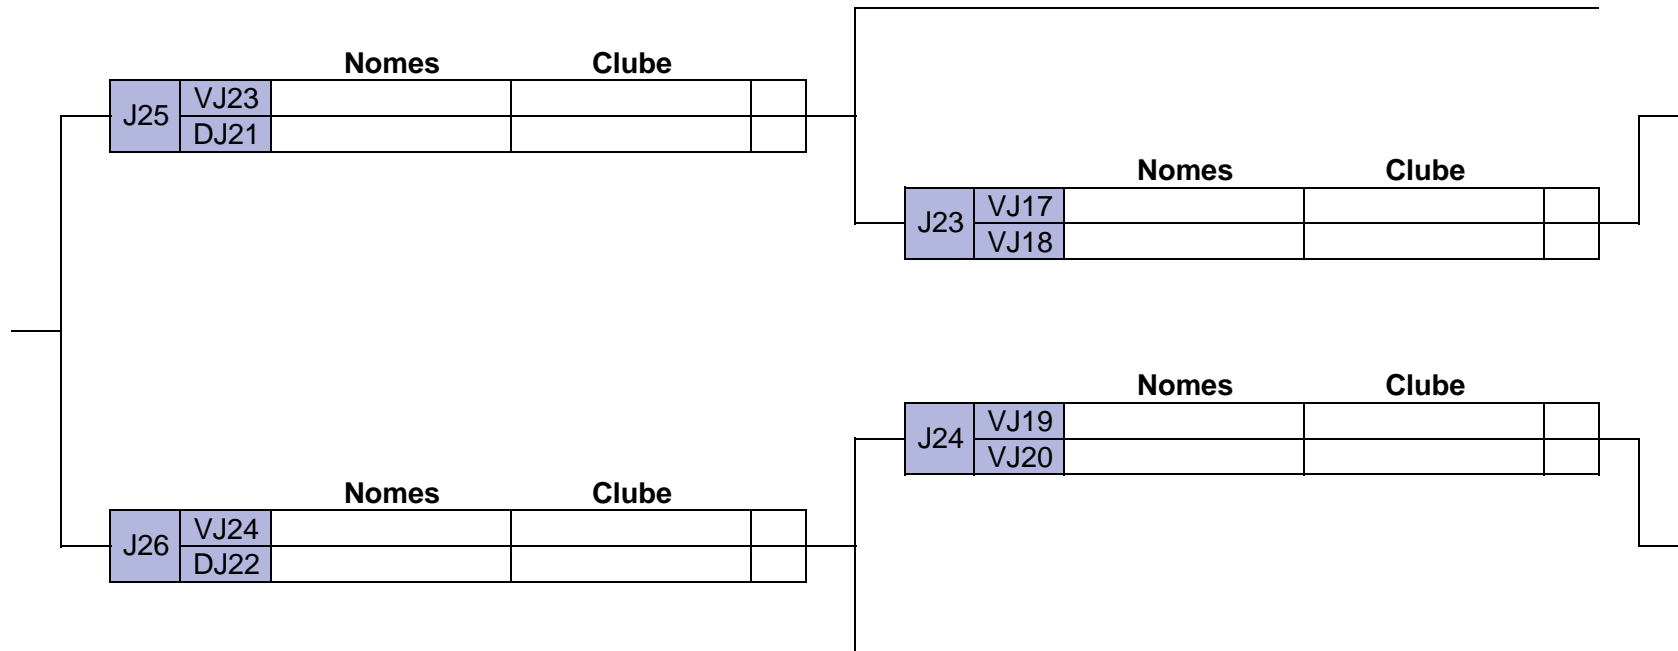 Nomes Clube
J25 VJ23
DJ21
Nomes Clube
J23 VJ17
VJ18
Nomes Clube
J24 VJ19
VJ20
Nomes Clube
J26 VJ24
DJ22